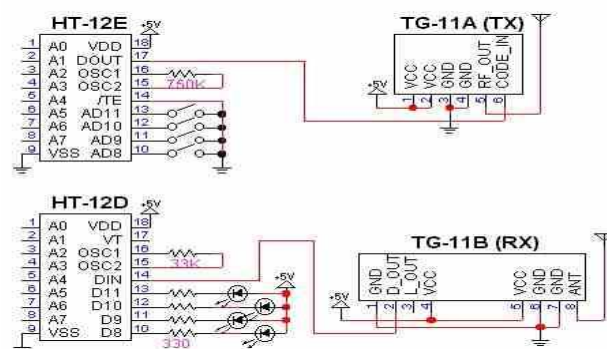 HT-12E
+5V
1 A0 VDD 18
2 A1 DOUT 17
3 A2 OSC1 16
4 A3 OSC2 15
750K
5 A4 /TE 14
6 A5 AD11 13
7 A6 AD10 12
8 A7 AD9 11
9 VSS AD8 10
TG-11A (TX)
VCC
VCC
GND
GND
RF_OUT
CODE_IN
+5V
1 2 3 4 5 6
HT-12D
+5V
1 A0 VDD 18
2 A1 VT 17
3 A2 OSC1 16
4 A3 OSC2 15
33K
5 A4 DIN 14
6 A5 D11 13
7 A6 D10 12
8 A7 D9 11
9 VSS D8 10
330
+5V
TG-11B (RX)
GND
D_OUT
L_OUT
VCC
VCC
GND
GND
ANT
+5V
1 2 3 4 5 6 7 8